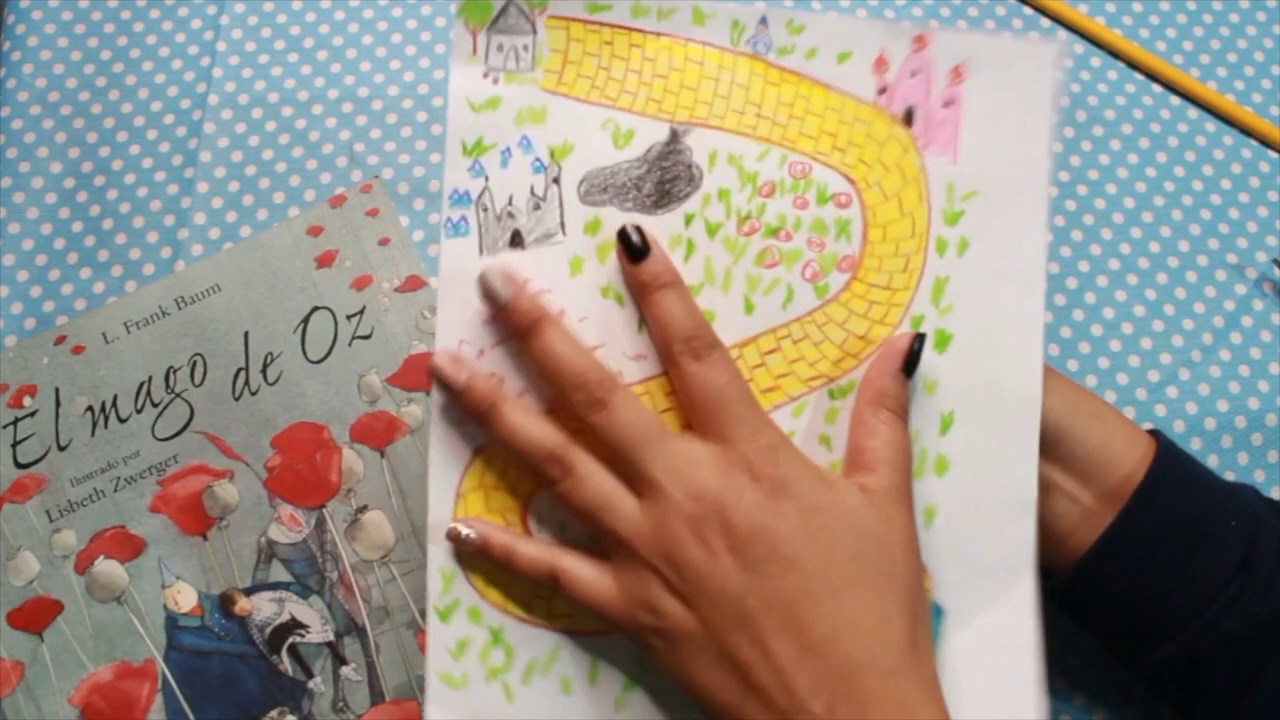 L. Frank Baum
El mago de Oz
Ilustrado por
Lisbeth Zwerger